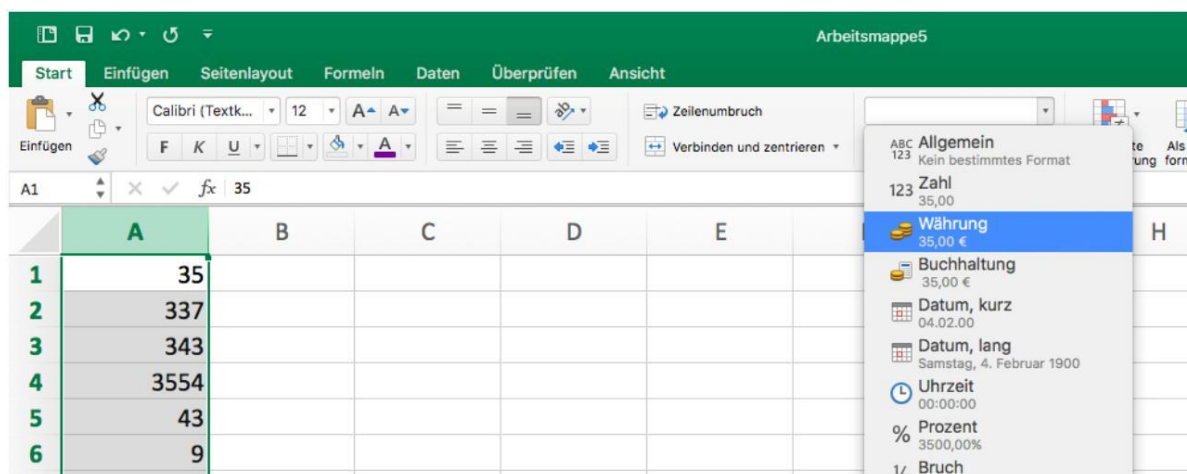 Arbeitsmappe5
Start Einfügen Seitenlayout Formeln Daten Überprüfen Ansicht
Calibri (Textk... 12 A A Zeilenumbruch
Einfügen F K U A Verbinden und zentrieren
A1 fx 35
A B C D E H
1 35
2 337
3 343
4 3554
5 43
6 9
ABC 123 Allgemein
Kein bestimmtes Format
123 Zahl
35,00
Währung
35,00 €
Buchhaltung
35,00 €
Datum, kurz
04.02.00
Datum, lang
Samstag, 4. Februar 1900
Uhrzeit
00:00:00
% Prozent
3500,00%
Bruch
Als